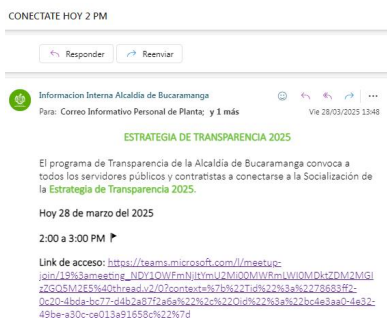 CONECTATE HOY 2 PM
Responder
Reenviar
Informacion Interna Alcaldia de Bucaramanga
Para: Correo Informativo Personal de Planta; y 1 más
Vie 28/03/2025 13:48
ESTRATEGIA DE TRANSPARENCIA 2025
El programa de Transparencia de la Alcaldía de Bucaramanga convoca a
todos los servidores públicos y contratistas a conectarse a la Socialización de
la Estrategia de Transparencia 2025.
Hoy 28 de marzo del 2025
2:00 a 3:00 PM
Link de acceso: https://teams.microsoft.com/l/meetup-
join/19%3ameeting_NDY1OWFmNjItYmU2Mi00MWRmLWI0MDktZDM2MGI
zZGQ5M2E5%40thread.v2/0?context=%7b%22Tid%22%3a%2278683ff2-
0c20-4bda-bc77-d4b2a87f2a6a%22%2c%22Oid%22%3a%22bc4e3aa0-4e32-
49be-a30c-ce013a91658c%22%7d